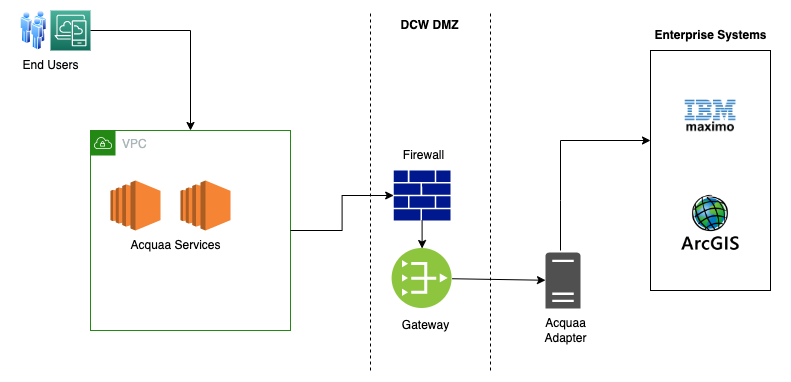 DCW DMZ
Enterprise Systems
End Users
IBM
maximo
VPC
Firewall
Acquaa Services
ArcGIS
Gateway
Acquaa
Adapter